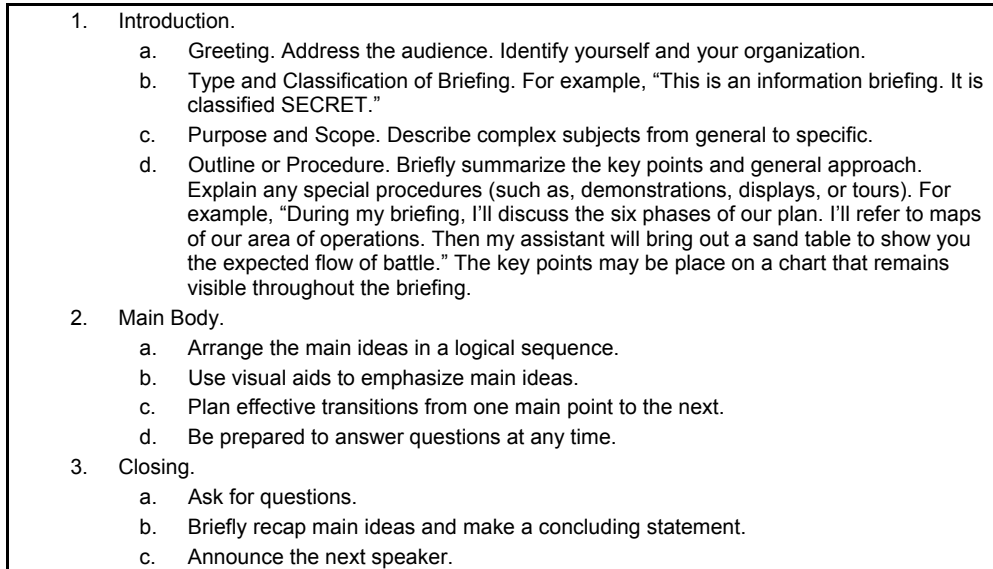 1. Introduction.
a. Greeting. Address the audience. Identify yourself and your organization.
b. Type and Classification of Briefing. For example, “This is an information briefing. It is
classified SECRET.”
c. Purpose and Scope. Describe complex subjects from general to specific.
d. Outline or Procedure. Briefly summarize the key points and general approach.
Explain any special procedures (such as, demonstrations, displays, or tours). For
example, “During my briefing, I’ll discuss the six phases of our plan. I’ll refer to maps
of our area of operations. Then my assistant will bring out a sand table to show you
the expected flow of battle.” The key points may be place on a chart that remains
visible throughout the briefing.
2. Main Body.
a. Arrange the main ideas in a logical sequence.
b. Use visual aids to emphasize main ideas.
c. Plan effective transitions from one main point to the next.
d. Be prepared to answer questions at any time.
3. Closing.
a. Ask for questions.
b. Briefly recap main ideas and make a concluding statement.
c. Announce the next speaker.